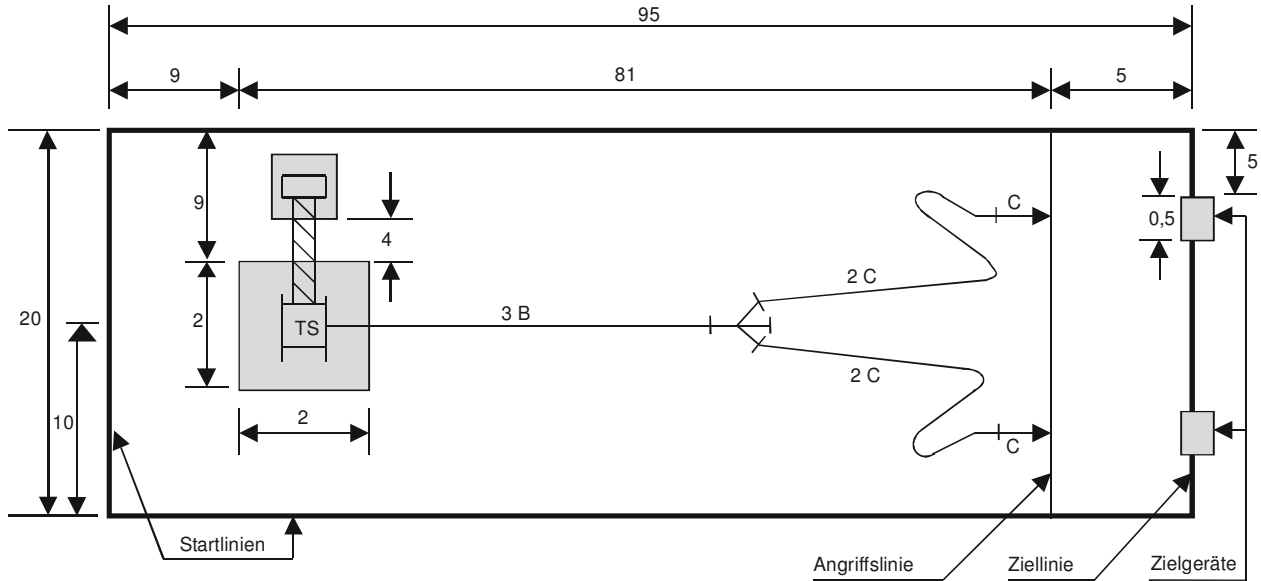 95
9
81
5
9
5
C
0,5
4
2 C
20
2
TS
3 B
2 C
10
2
C
Startlinien
Angriffslinie
Ziellinie
Zielgeräte